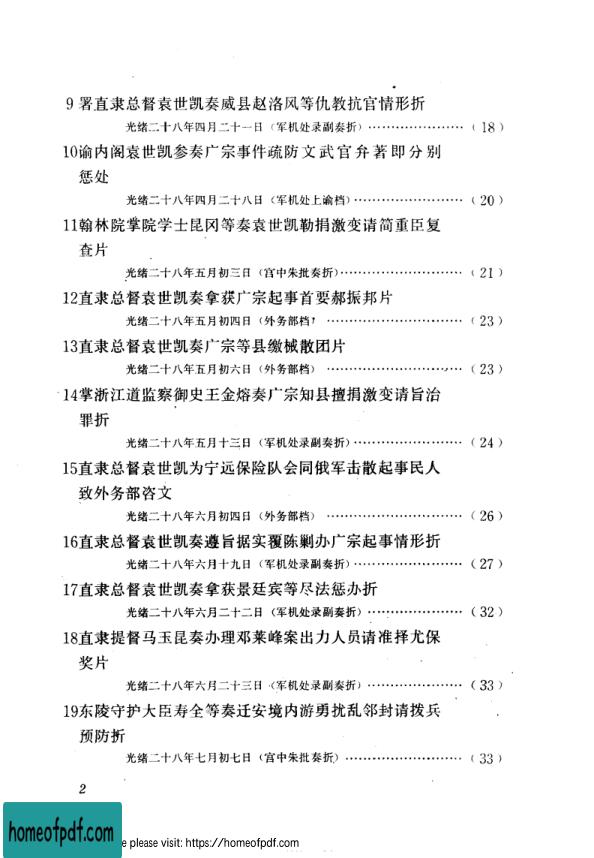 9 署直隶总督袁世凯奏威县赵洛风等仇教抗官情形折
光绪二十八年四月二十一日（军机处录副奏折）…………………（18）
10谕内阁袁世凯参奏广宗事件疏防文武官弁著即分别
惩处
光绪二十八年四月二十八日（军机处上谕档）……………………（20）
11翰林院掌院学士昆冈等奏袁世凯勒捐激变请简重臣复
查片
光绪二十八年五月初三日（宫中朱批奏折）………………………（21）
12直隶总督袁世凯奏拿获广宗起事首要郝振邦片
光绪二十八年五月初四日（外务部档） …………………………（23）
13直隶总督袁世凯奏广宗等县缴械散团片
光绪二十八年五月初六日（外务部档） …………………………（23）
14掌浙江道监察御史王金熔奏广宗知县擅捐激变请旨治
罪折
光绪二十八年五月十三日（军机处录副奏折）……………………（24）
15直隶总督袁世凯为宁远保险队会同俄军击散起事民人
致外务部咨文
光绪二十八年六月初四日（外务部档） …………………………（26）
16直隶总督袁世凯奏遵旨据实覆陈剿办广宗起事情形折
光绪二十八年六月十九日（军机处录副奏折）……………………（27）
17直隶总督袁世凯奏拿获景廷宾等尽法惩办折
光绪二十八年六月二十二日（军机处录副奏折）…………………（32）
18直隶提督马玉昆奏办理邓莱峰案出力人员请准择尤保
奖片
光绪二十八年六月二十三日（军机处录副奏折）…………………（33）
19东陵守护大臣寿全等奏迁安境内游勇扰乱邻封请拨兵
预防折
光绪二十八年七月初七日（宫中朱批奏折）………………………（33）
2
homeofpdf.com
e please visit: https://homeofpdf.com